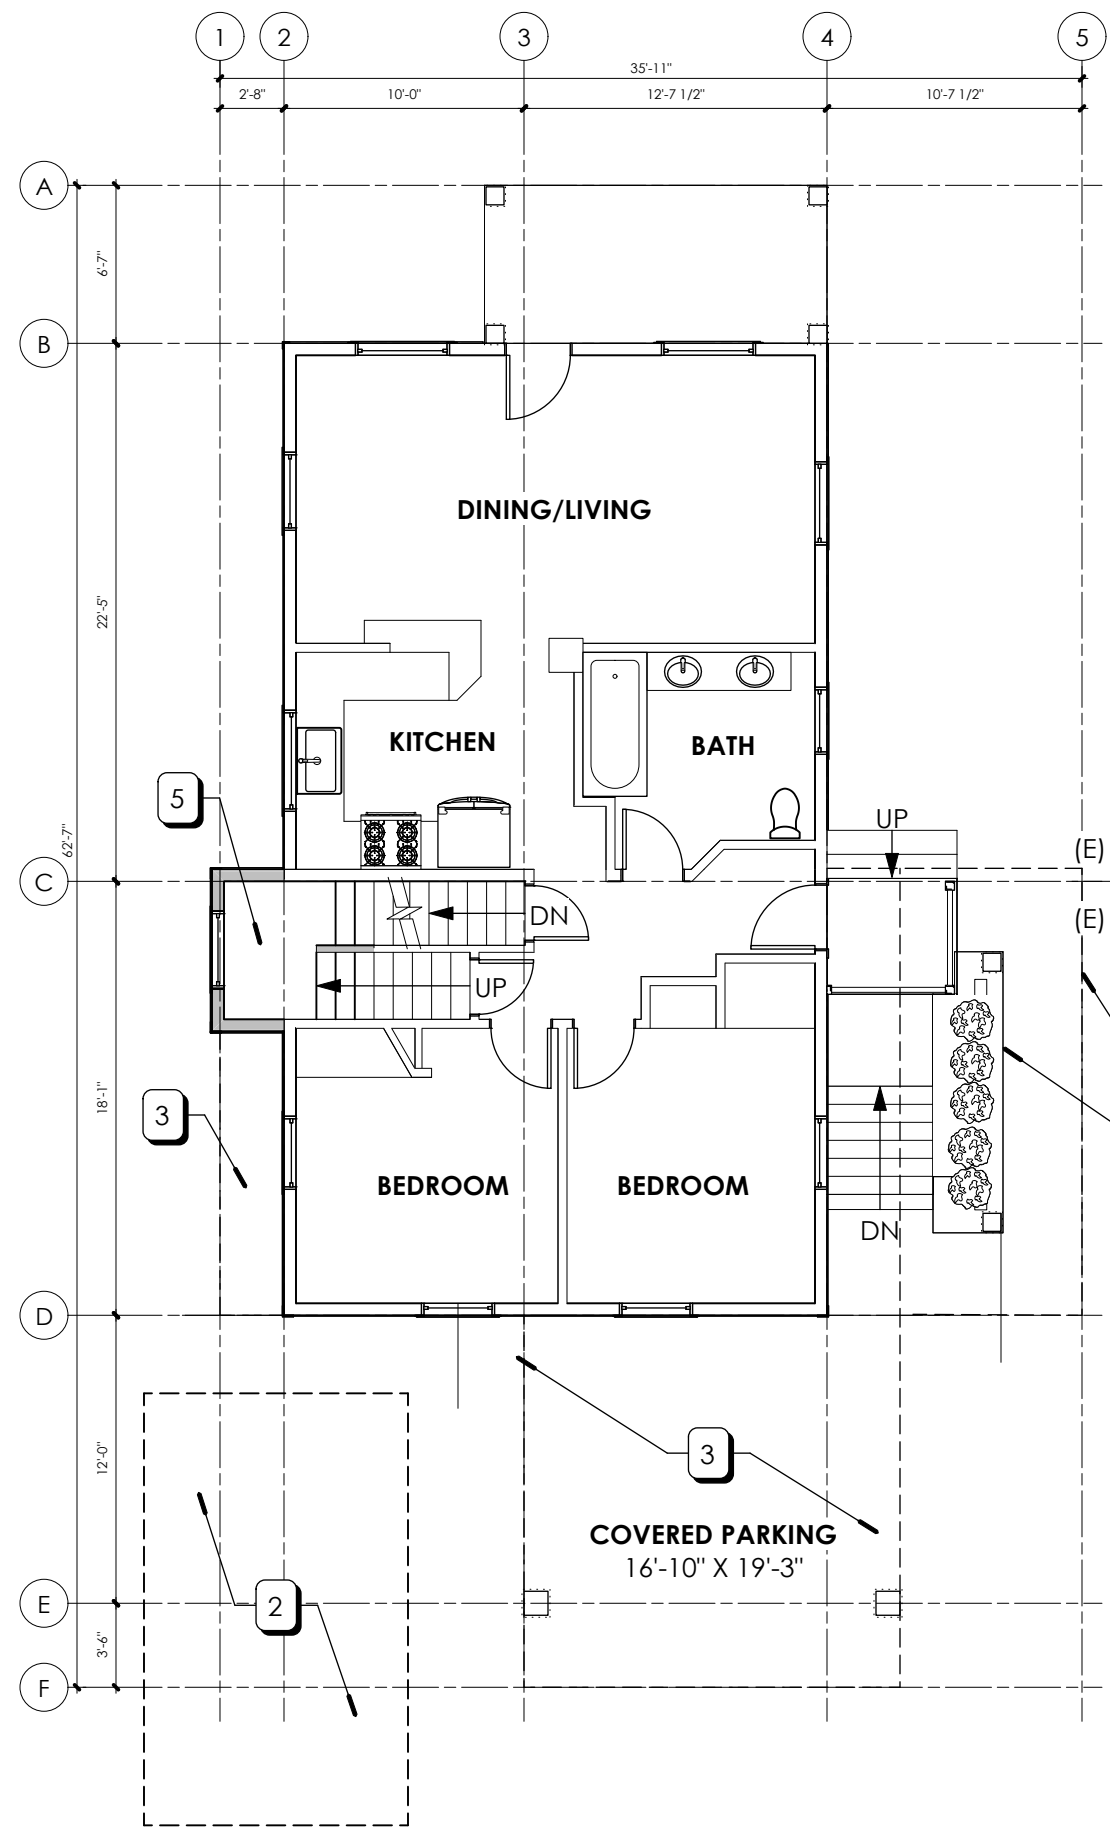 1 2 3 4 5
35'-11"
2'-8" 10'-0" 12'-7 1/2" 10'-7 1/2"
A
6'-7"
B
22'-5"
DINING/LIVING
KITCHEN
BATH
5
UP
62'-7"
(E)
C
DN
(E)
UP
18'-1"
3
BEDROOM BEDROOM
DN
D
12'-0"
3
COVERED PARKING
16'-10" X 19'-3"
E
2
3'-6"
F